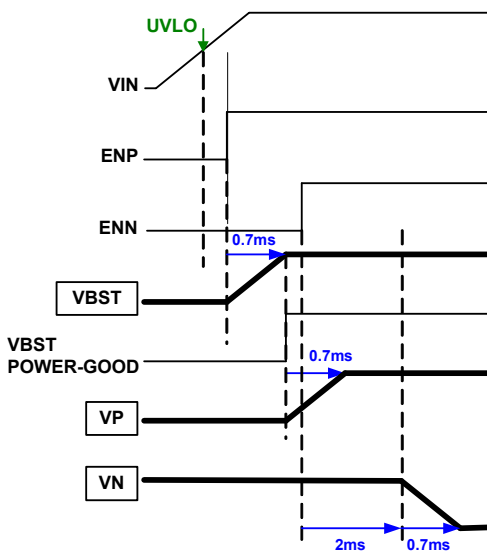 UVLO
VIN
ENP
ENN
0.7ms
VBST
VBST
POWER-GOOD
0.7ms
VP
VN
2ms
0.7ms